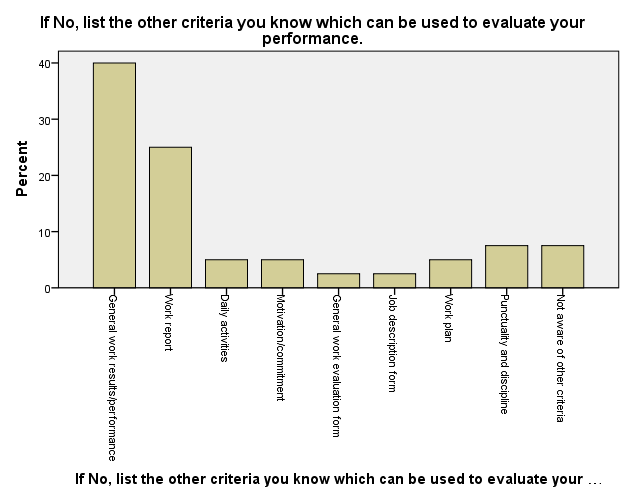 If No, list the other criteria you know which can be used to evaluate your
performance.
Percent
40
30
20
10
0
General work results/performance
Work report
Daily activities
Motivation/commitment
General work evaluation form
Job description form
Work plan
Punctuality and discipline
Not aware of other criteria
If No, list the other criteria you know which can be used to evaluate your ...